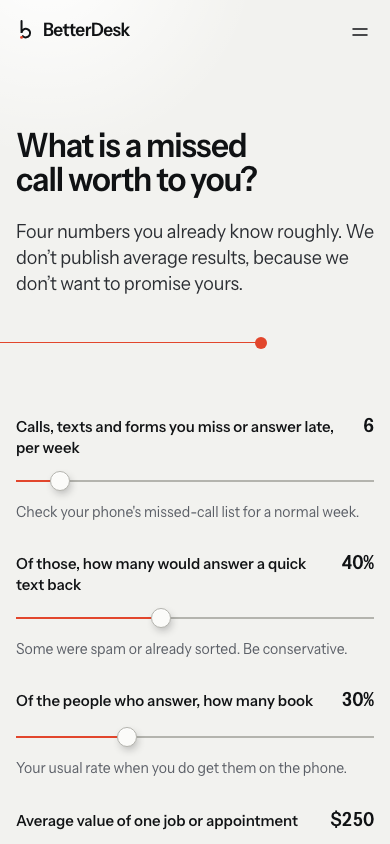 BetterDesk
What is a missed
call worth to you?
Four numbers you already know roughly. We
don’t publish average results, because we
don’t want to promise yours.
Calls, texts and forms you miss or answer late, 6
per week
Check your phone's missed-call list for a normal week.
Of those, how many would answer a quick 40%
text back
Some were spam or already sorted. Be conservative.
Of the people who answer, how many book 30%
Your usual rate when you do get them on the phone.
Average value of one job or appointment $250